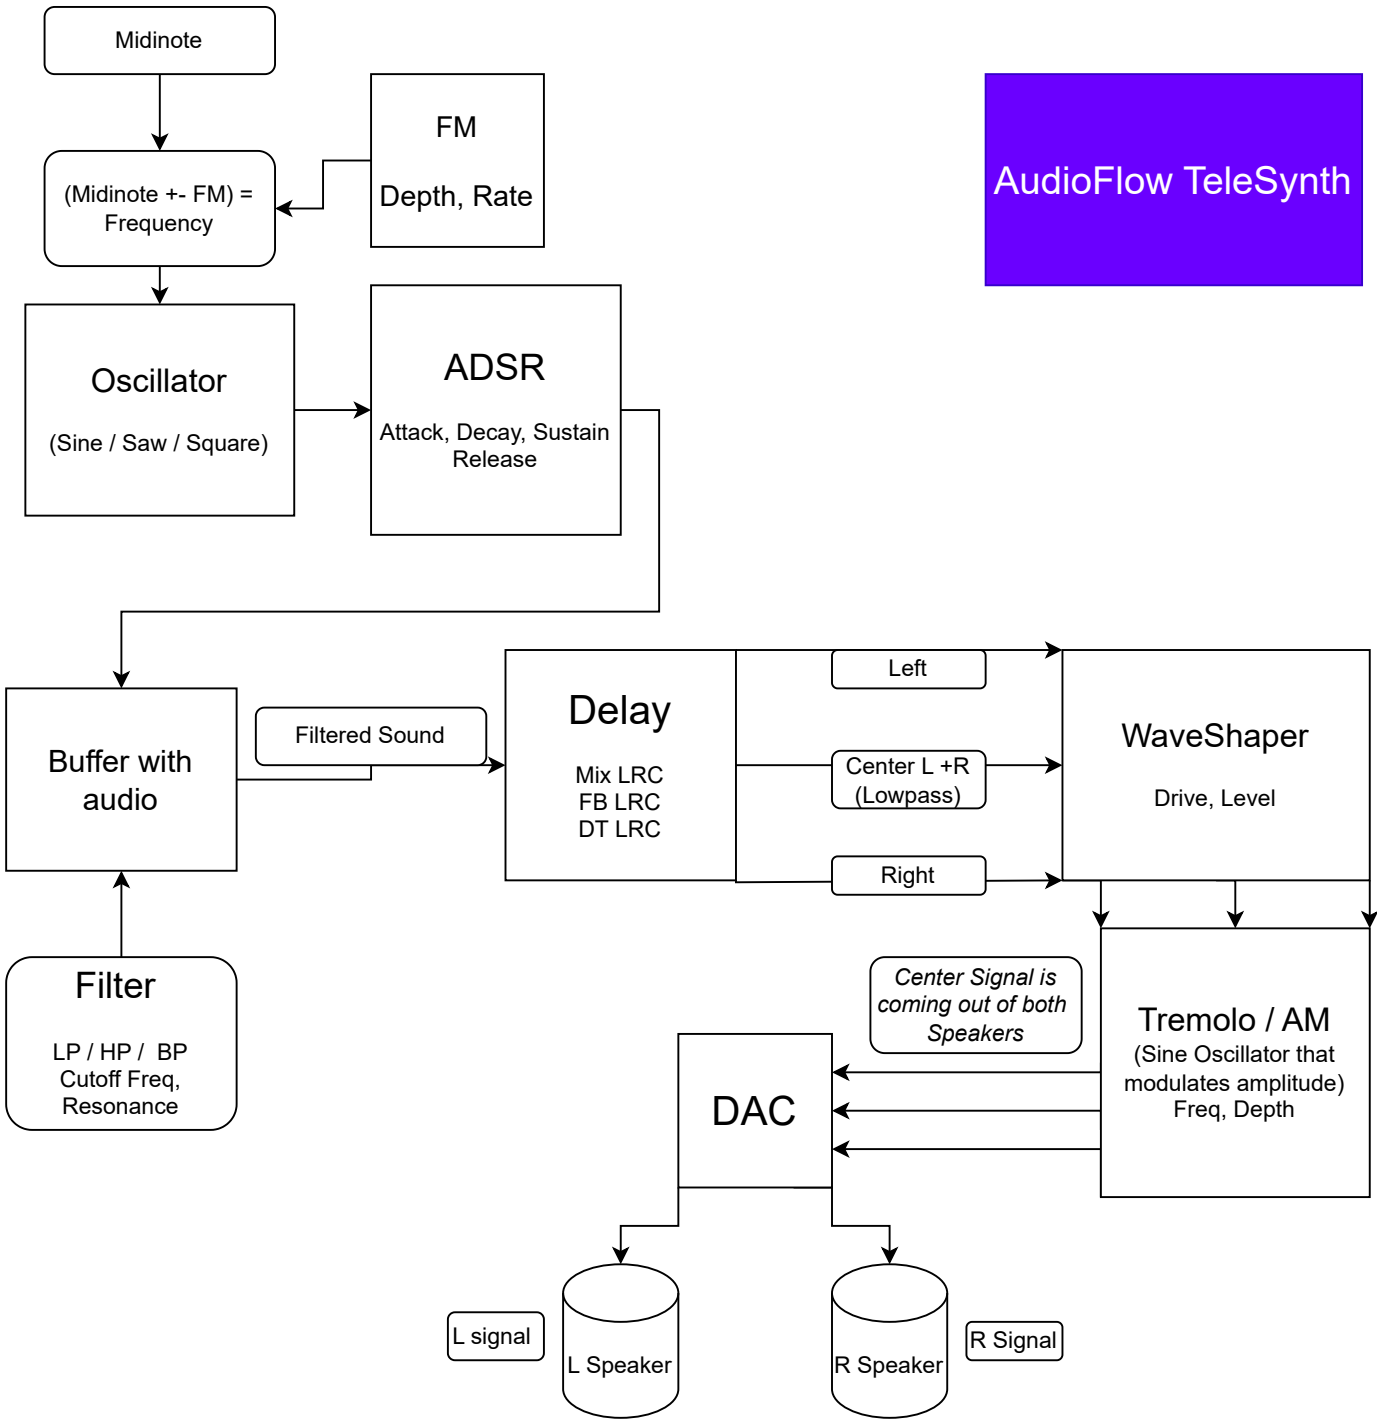 Midinote
FM
Depth, Rate
AudioFlow TeleSynth
(Midinote +- FM) =
Frequency
Oscillator
(Sine / Saw / Square)
ADSR
Attack, Decay, Sustain
Release
Buffer with
audio
Filtered Sound
Delay
Mix LRC
FB LRC
DT LRC
Left
Center L +R
(Lowpass)
Right
WaveShaper
Drive, Level
Filter
LP / HP / BP
Cutoff Freq,
Resonance
Center Signal is
coming out of both
Speakers
Tremolo / AM
(Sine Oscillator that
modulates amplitude)
Freq, Depth
DAC
L signal
L Speaker
R Speaker
R Signal